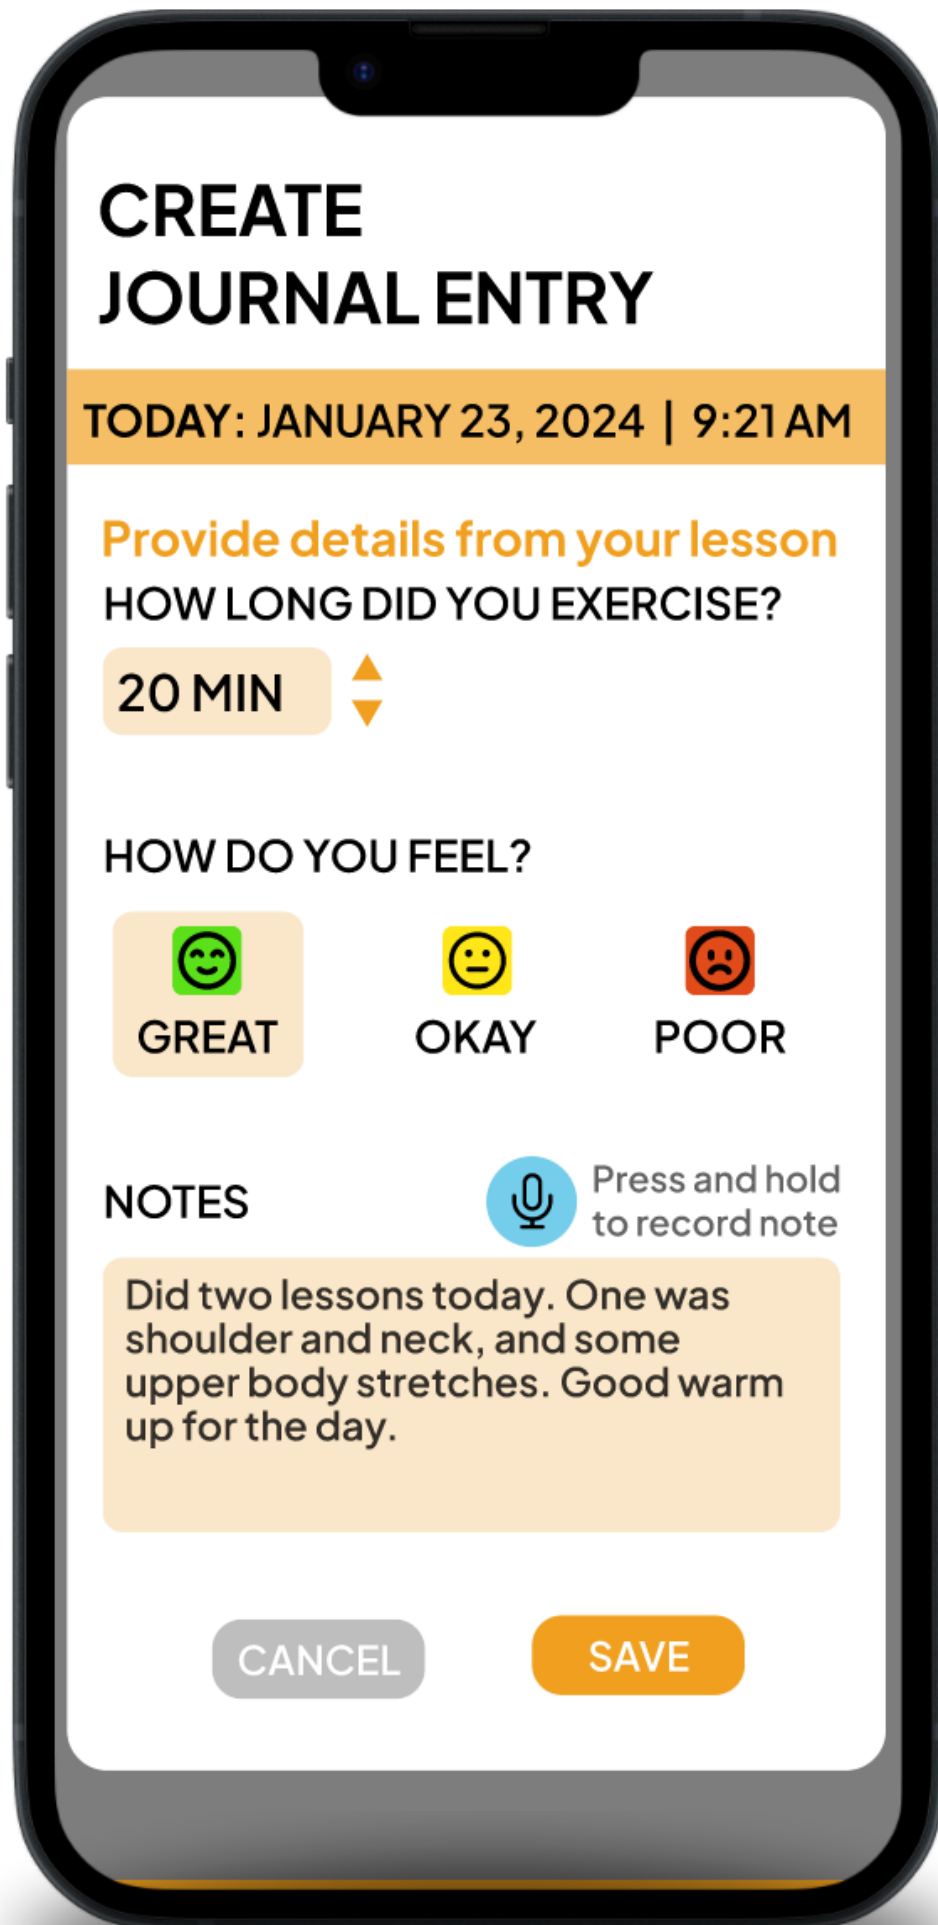 CREATE
JOURNAL ENTRY
TODAY: JANUARY 23, 2024 | 9:21 AM
Provide details from your lesson
HOW LONG DID YOU EXERCISE?
20 MIN
HOW DO YOU FEEL?
GREAT OKAY POOR
NOTES
Press and hold
to record note
Did two lessons today. One was
shoulder and neck, and some
upper body stretches. Good warm
up for the day.
CANCEL SAVE